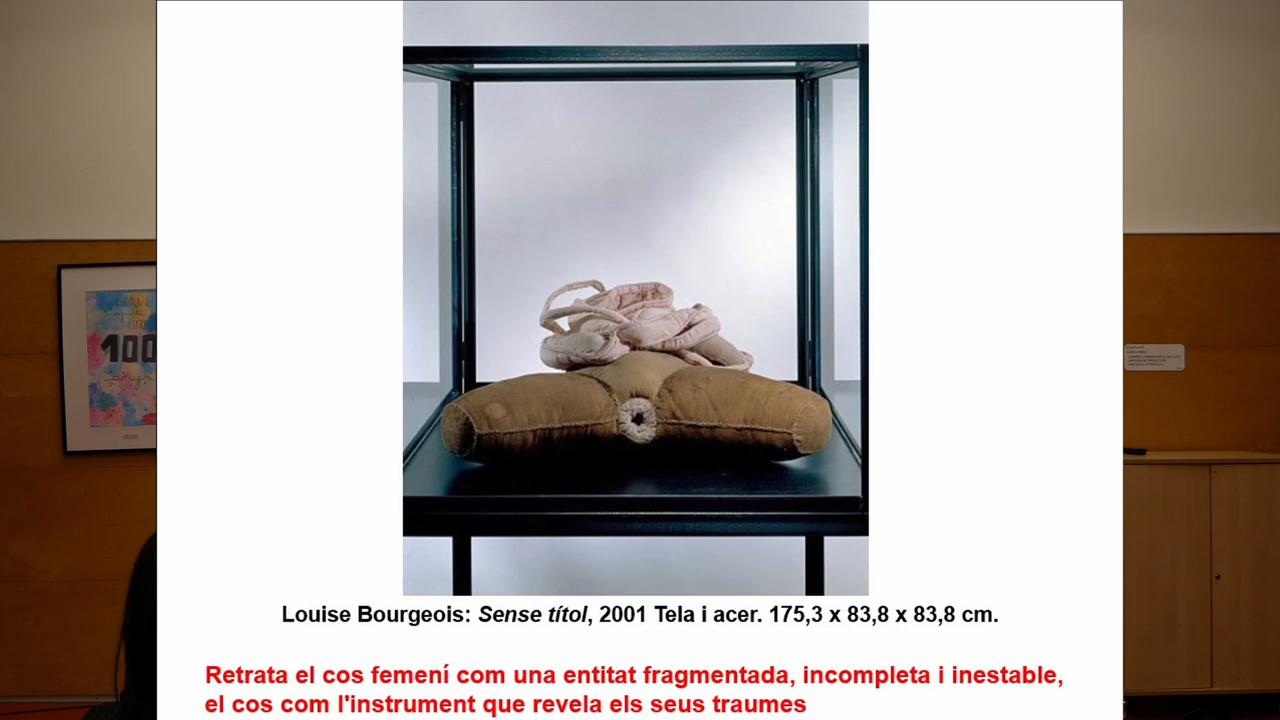 100
Louise Bourgeois: Sense títol, 2001 Tela i acer. 175,3 x 83,8 x 83,8 cm.
Retrata el cos femení com una entitat fragmentada, incompleta i inestable,
el cos com l'instrument que revela els seus traumes